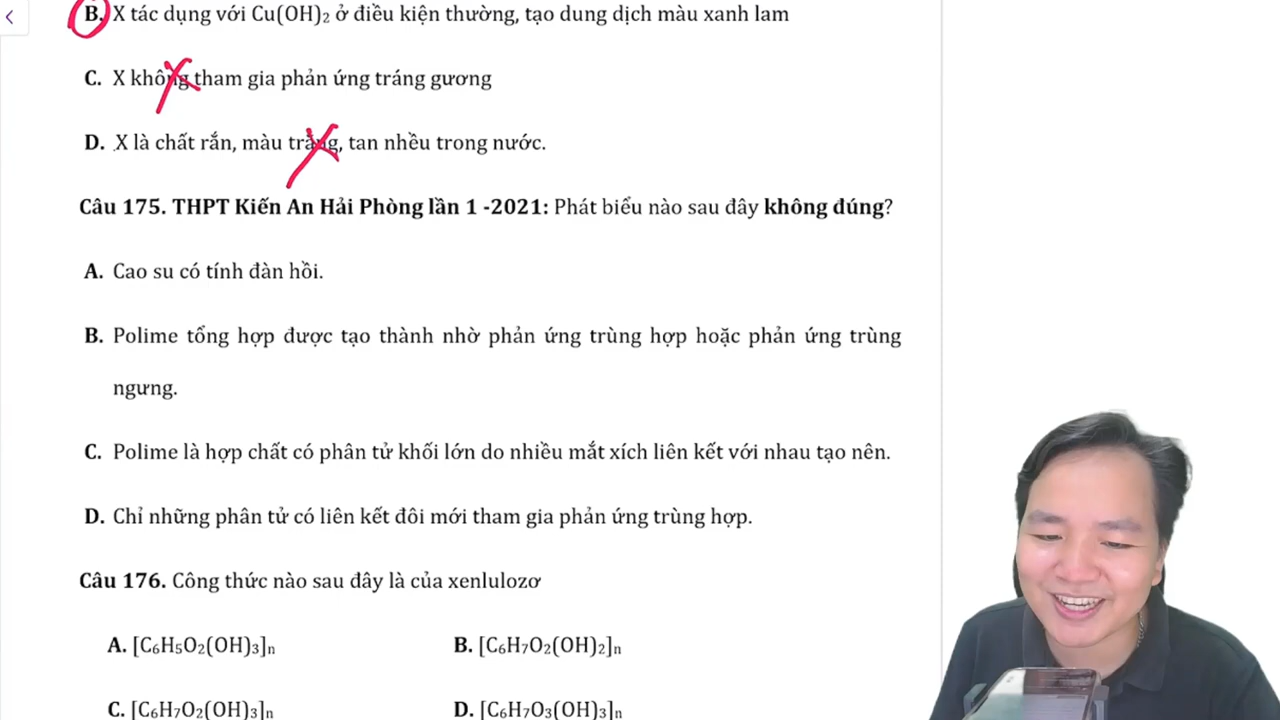 B. X tác dụng với Cu(OH)₂ ở điều kiện thường, tạo dung dịch màu xanh lam
C. X không tham gia phản ứng tráng gương
D. X là chất rắn, màu trắng, tan nhều trong nước.
Câu 175. THPT Kiến An Hải Phòng lần 1 -2021: Phát biểu nào sau đây không đúng?
A. Cao su có tính đàn hồi.
B. Polime tổng hợp được tạo thành nhờ phản ứng trùng hợp hoặc phản ứng trùng
ngưng.
C. Polime là hợp chất có phân tử khối lớn do nhiều mắt xích liên kết với nhau tạo nên.
D. Chỉ những phân tử có liên kết đôi mới tham gia phản ứng trùng hợp.
Câu 176. Công thức nào sau đây là của xenlulozơ
A. [C₆H₅O₂(OH)₃]n B. [C₆H₇O₂(OH)₂]n
C. [C₆H₇O₂(OH)₃]n D. [C₆H₇O₃(OH)₃]n